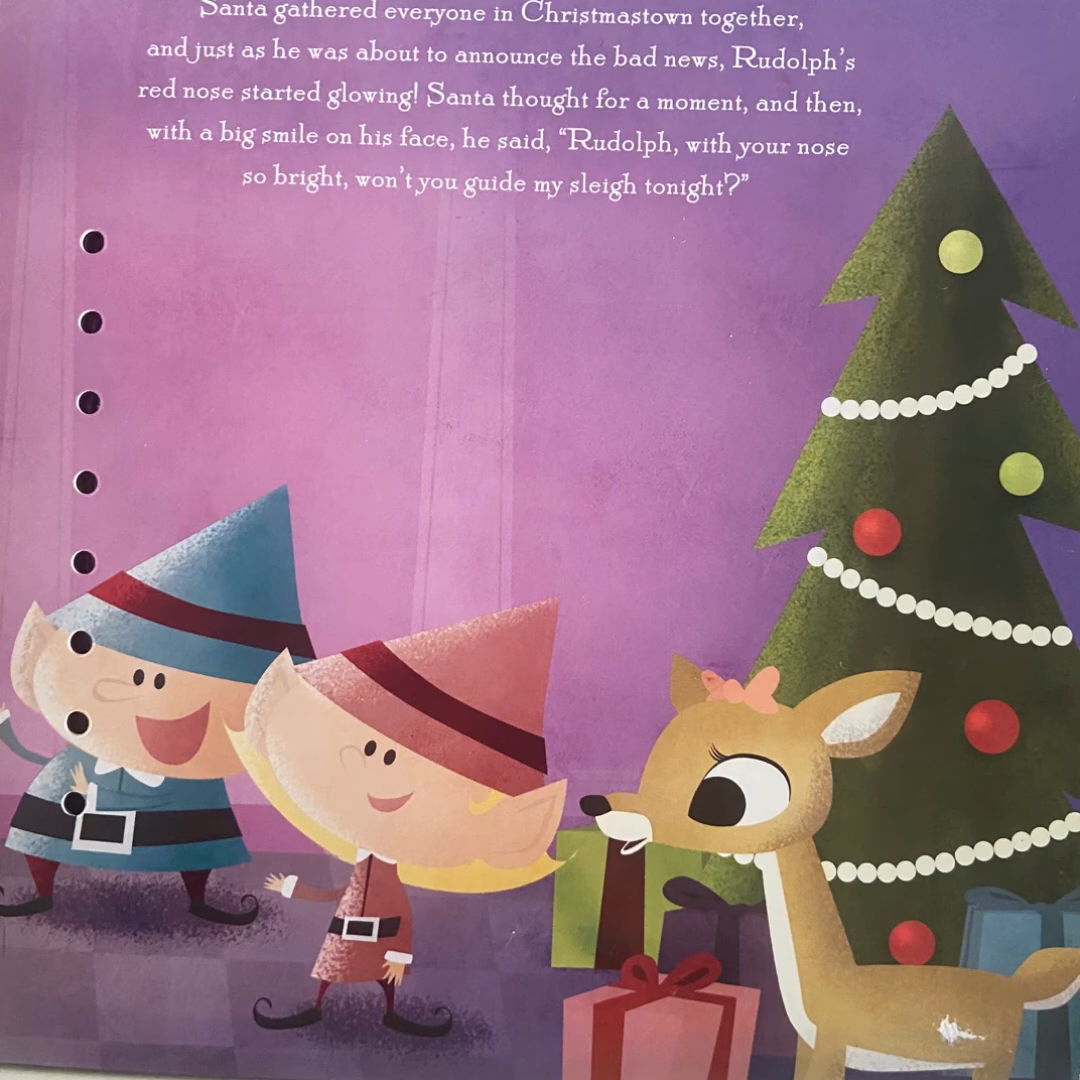 Santa gathered everyone in Christmastown together,
and just as he was about to announce the bad news, Rudolph's
red nose started glowing! Santa thought for a moment, and then,
with a big smile on his face, he said, “Rudolph, with your nose
so bright, won't you guide my sleigh tonight?”